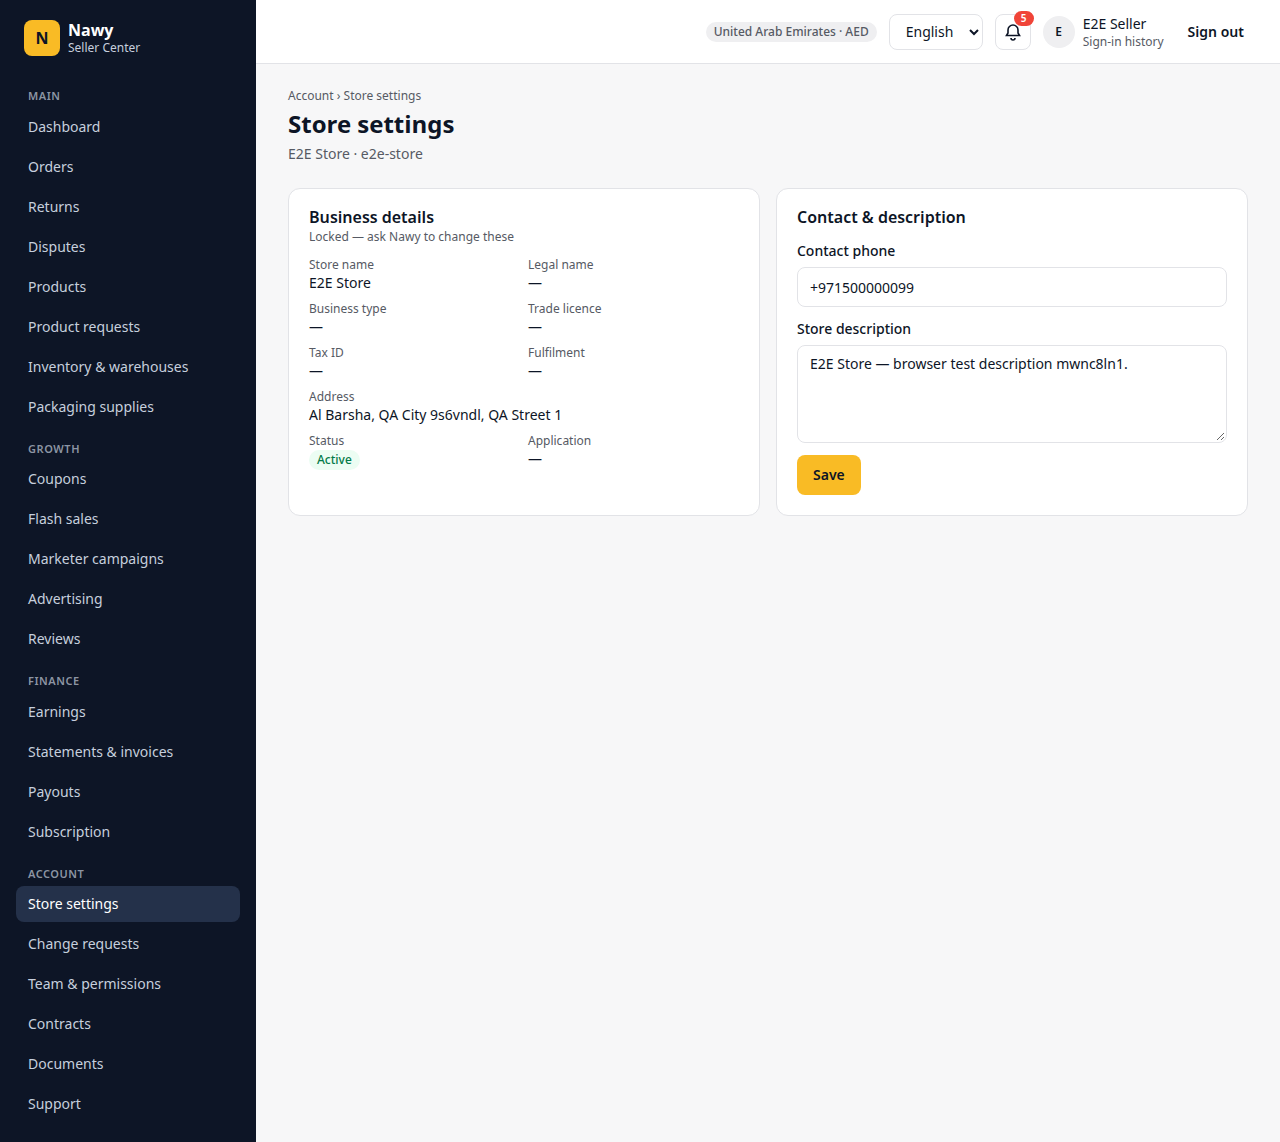 N
Nawy
Seller Center
MAIN
Dashboard
Orders
Returns
Disputes
Products
Product requests
Inventory & warehouses
Packaging supplies
GROWTH
Coupons
Flash sales
Marketer campaigns
Advertising
Reviews
FINANCE
Earnings
Statements & invoices
Payouts
Subscription
ACCOUNT
Store settings
Change requests
Team & permissions
Contracts
Documents
Support
United Arab Emirates · AED
English
5
E
E2E Seller
Sign-in history
Sign out
Account › Store settings
Store settings
E2E Store · e2e-store
Business details
Locked — ask Nawy to change these
Store name
E2E Store
Legal name
—
Business type
—
Trade licence
—
Tax ID
—
Fulfilment
—
Address
Al Barsha, QA City 9s6vndl, QA Street 1
Status
Active
Application
—
Contact & description
Contact phone
+971500000099
Store description
E2E Store — browser test description mwnc8ln1.
Save